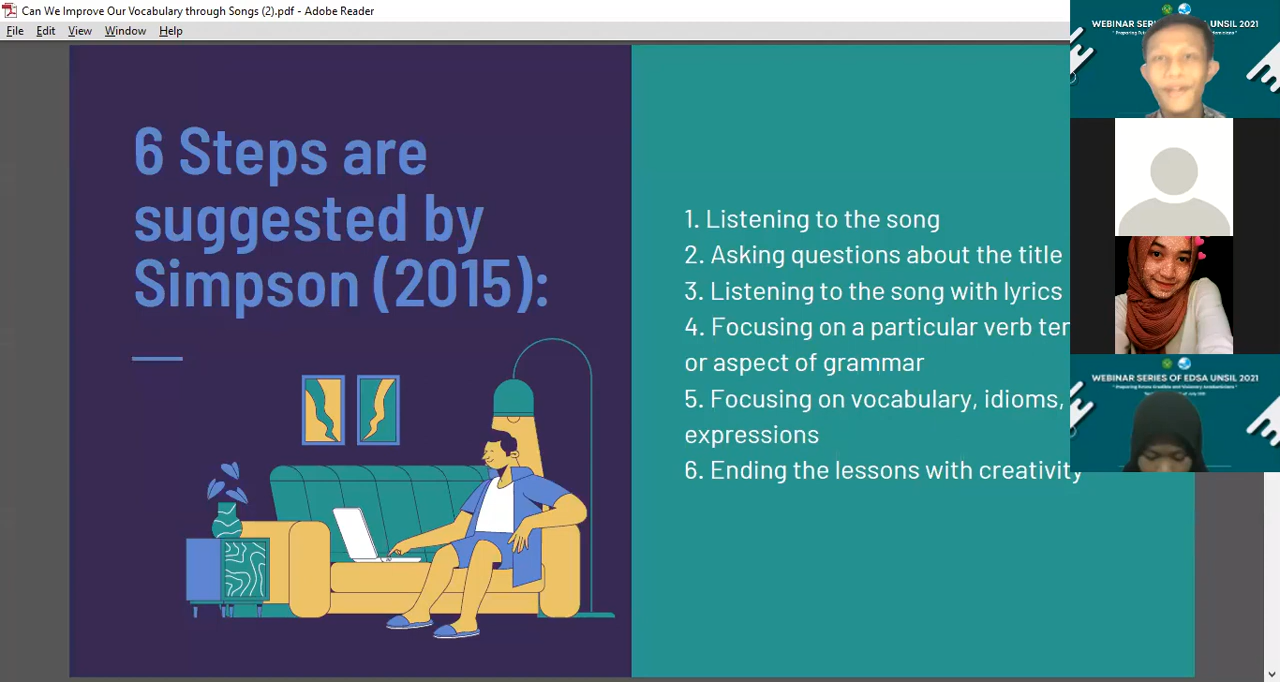 Can We Improve Our Vocabulary through Songs (2).pdf - Adobe Reader
File Edit View Window Help
6 Steps are
suggested by
Simpson (2015):
1. Listening to the song
2. Asking questions about the title
3. Listening to the song with lyrics
4. Focusing on a particular verb
or aspect of grammar
5. Focusing on vocabulary, idioms,
expressions
6. Ending the lessons with creativity
WEBINAR SERIES UNSIL 2021
WEBINAR SERIES OF EDSA UNSIL 2021